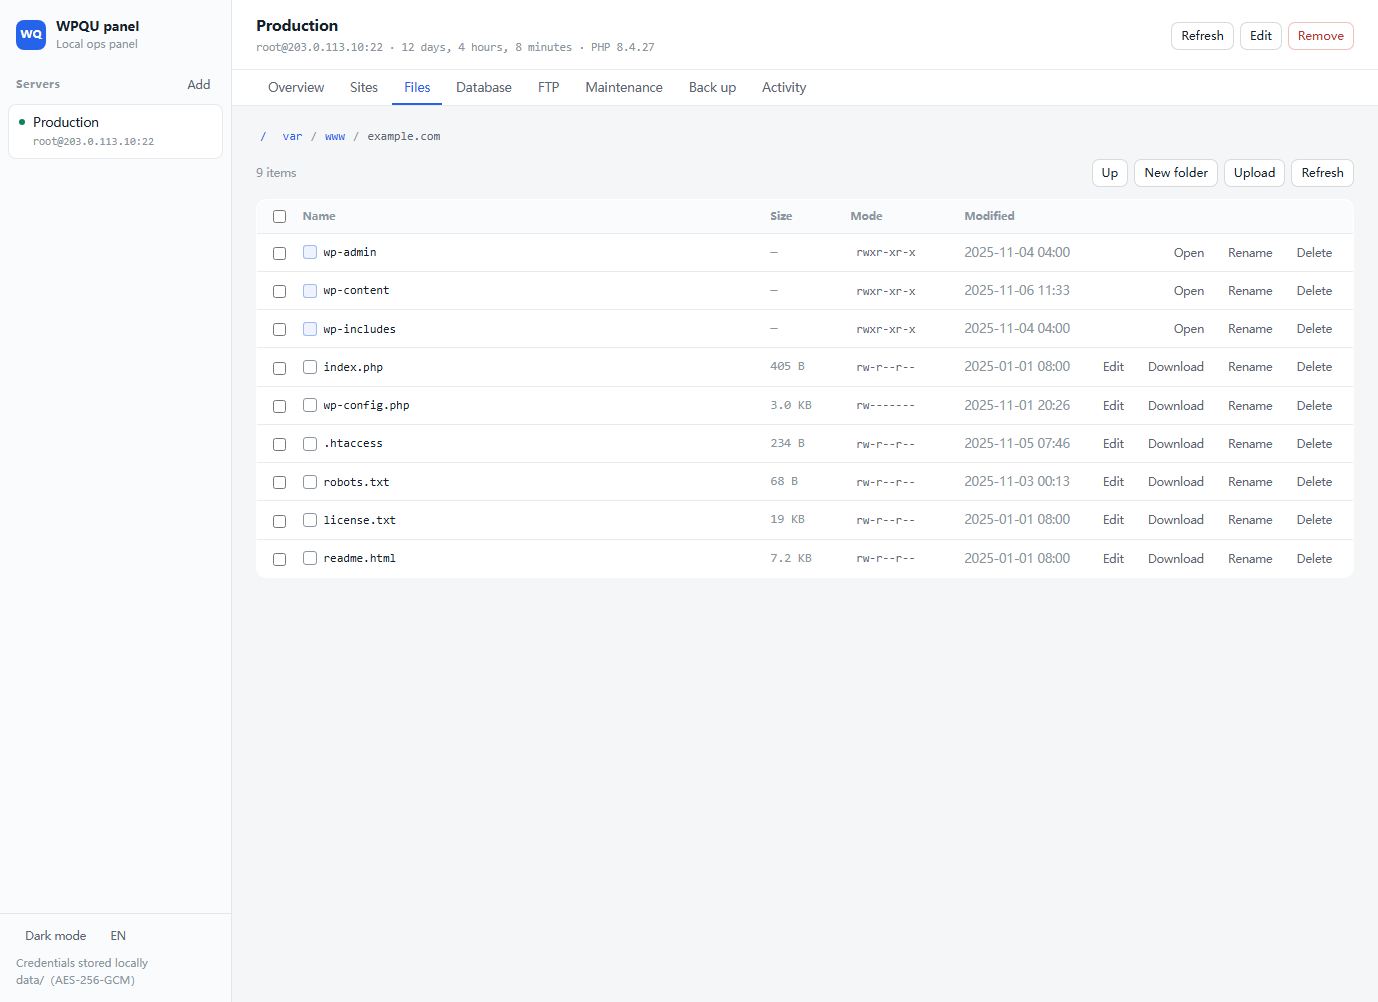 WQ
WPQU panel
Local ops panel
Servers
Add
Production
root@203.0.113.10:22
Production
root@203.0.113.10:22 · 12 days, 4 hours, 8 minutes · PHP 8.4.27
Refresh
Edit
Remove
Overview
Sites
Files
Database
FTP
Maintenance
Back up
Activity
/ var / www / example.com
9 items
Up
New folder
Upload
Refresh
Name Size Mode Modified
wp-admin — rwxr-xr-x 2025-11-04 04:00 Open Rename Delete
wp-content — rwxr-xr-x 2025-11-06 11:33 Open Rename Delete
wp-includes — rwxr-xr-x 2025-11-04 04:00 Open Rename Delete
index.php 405 B rw-r--r-- 2025-01-01 08:00 Edit Download Rename Delete
wp-config.php 3.0 KB rw------- 2025-11-01 20:26 Edit Download Rename Delete
.htaccess 234 B rw-r--r-- 2025-11-05 07:46 Edit Download Rename Delete
robots.txt 68 B rw-r--r-- 2025-11-03 00:13 Edit Download Rename Delete
license.txt 19 KB rw-r--r-- 2025-01-01 08:00 Edit Download Rename Delete
readme.html 7.2 KB rw-r--r-- 2025-01-01 08:00 Edit Download Rename Delete
Dark mode
EN
Credentials stored locally
data/ (AES-256-GCM)